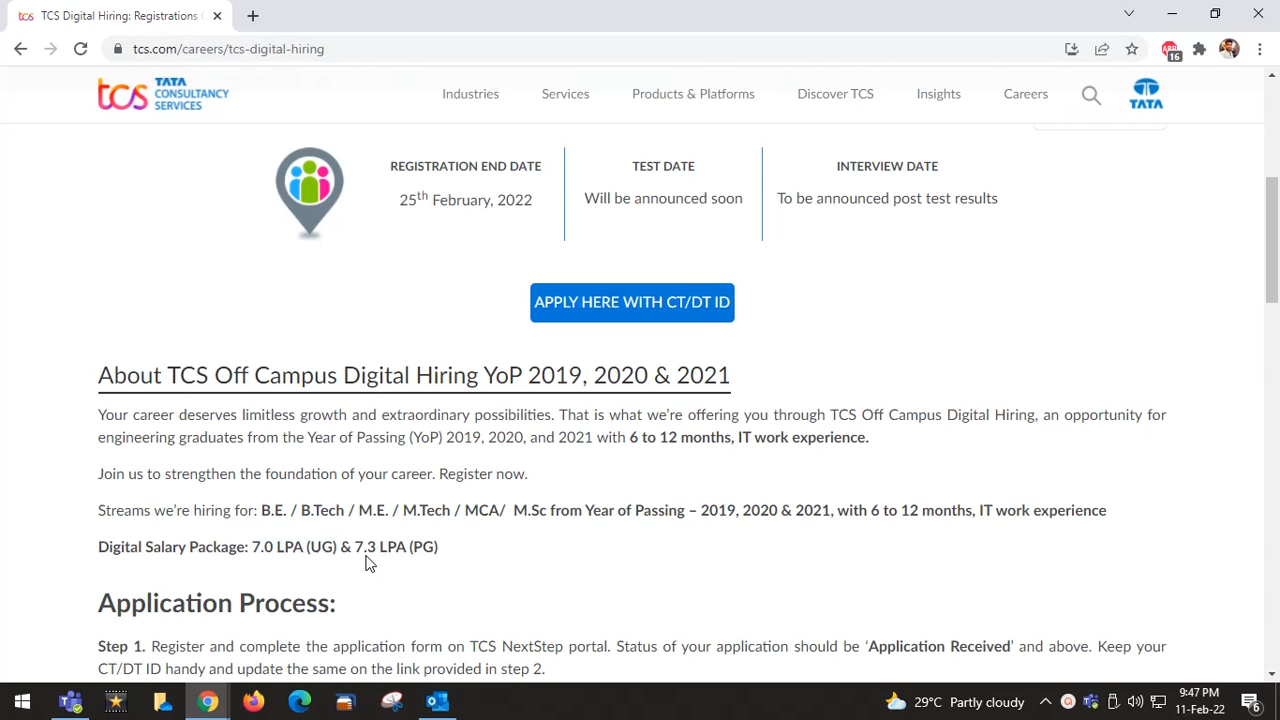 tcs TCS Digital Hiring: Registrations
tcs.com/careers/tcs-digital-hiring
ABP
16
tcs TATA CONSULTANCY SERVICES
Industries Services Products & Platforms Discover TCS Insights Careers
TATA
REGISTRATION END DATE TEST DATE INTERVIEW DATE
25th February, 2022 Will be announced soon To be announced post test results
APPLY HERE WITH CT/DT ID
About TCS Off Campus Digital Hiring YoP 2019, 2020 & 2021
Your career deserves limitless growth and extraordinary possibilities. That is what we’re offering you through TCS Off Campus Digital Hiring, an opportunity for
engineering graduates from the Year of Passing (YoP) 2019, 2020, and 2021 with 6 to 12 months, IT work experience.
Join us to strengthen the foundation of your career. Register now.
Streams we’re hiring for: B.E. / B.Tech / M.E. / M.Tech / MCA/ M.Sc from Year of Passing – 2019, 2020 & 2021, with 6 to 12 months, IT work experience
Digital Salary Package: 7.0 LPA (UG) & 7.3 LPA (PG)
Application Process:
Step 1. Register and complete the application form on TCS NextStep portal. Status of your application should be ‘Application Received’ and above. Keep your
CT/DT ID handy and update the same on the link provided in step 2.
29°C Partly cloudy
9:47 PM
11-Feb-22
6